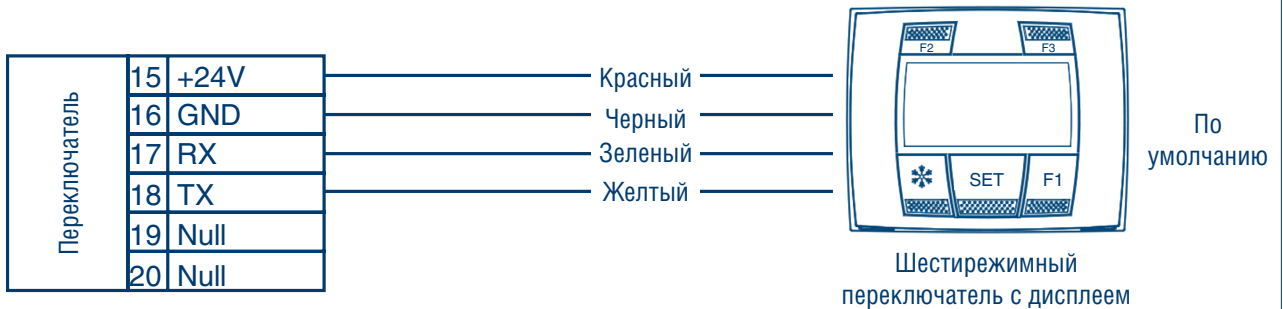 Переключатель
15 +24V
16 GND
17 RX
18 TX
19 Null
20 Null
Красный
Черный
Зеленый
Желтый
F2 F3
SET F1
По
умолчанию
Шестирежимный
переключатель с дисплеем